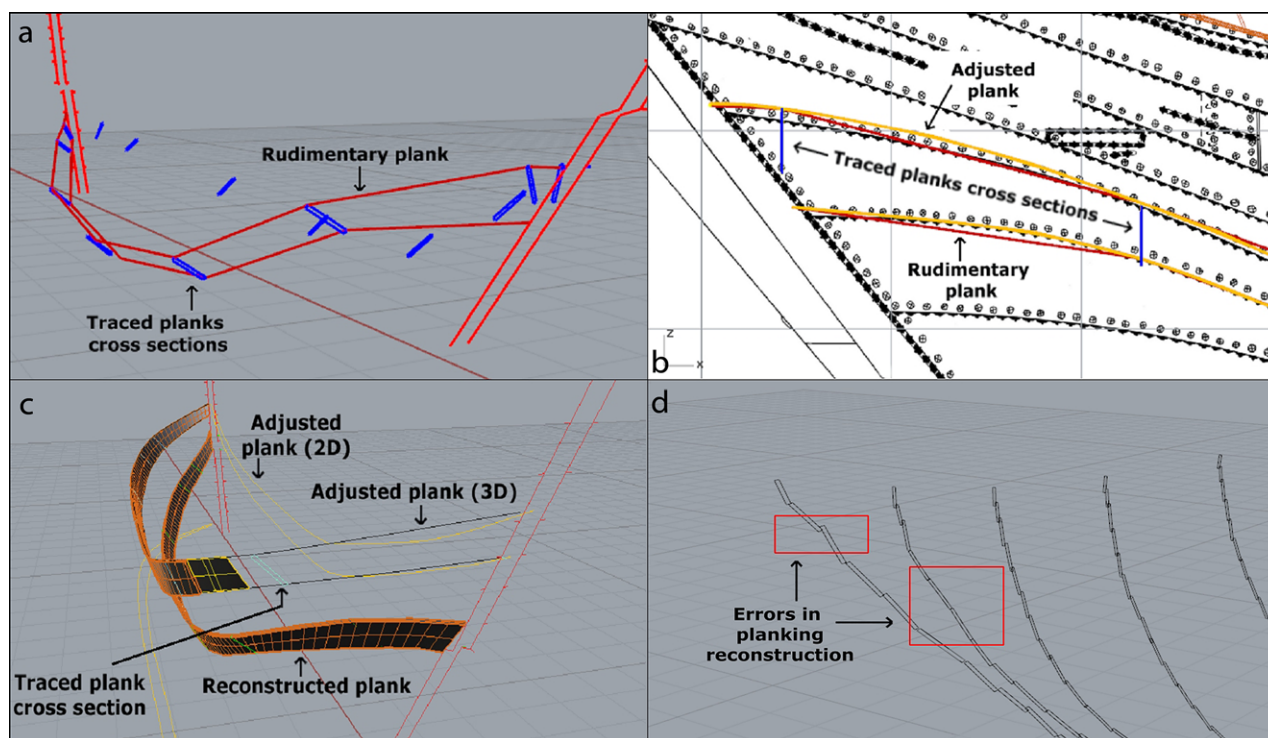 a
Rudimentary plank
Traced planks
cross sections
b
Adjusted
plank
Traced planks cross sections
Rudimentary
plank
z
x
c
Adjusted
plank (2D)
Adjusted plank (3D)
Traced plank
cross section
Reconstructed plank
d
Errors in
planking
reconstruction